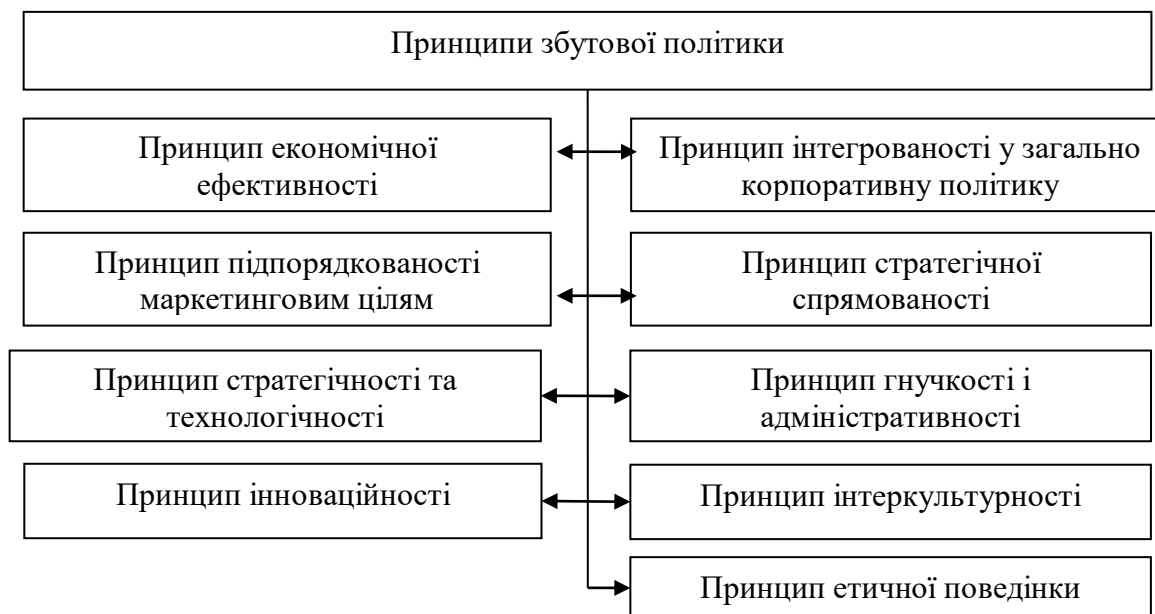 Принципи збутової політики
Принцип економічної
ефективності
Принцип інтегрованості у загально
корпоративну політику
Принцип підпорядкованості
маркетинговим цілям
Принцип стратегічної
спрямованості
Принцип стратегічності та
технологічності
Принцип гнучкості і
адміністративності
Принцип інноваційності
Принцип інтеркультурності
Принцип етичної поведінки